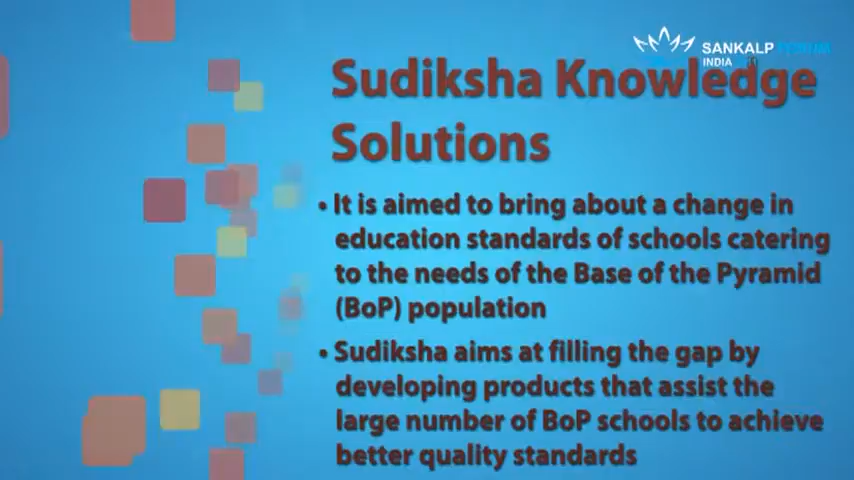 SANKALP FORUM
INDIA
Sudiksha Knowledge
Solutions
• It is aimed to bring about a change in
education standards of schools catering
to the needs of the Base of the Pyramid
(BoP) population
• Sudiksha aims at filling the gap by
developing products that assist the
large number of BoP schools to achieve
better quality standards